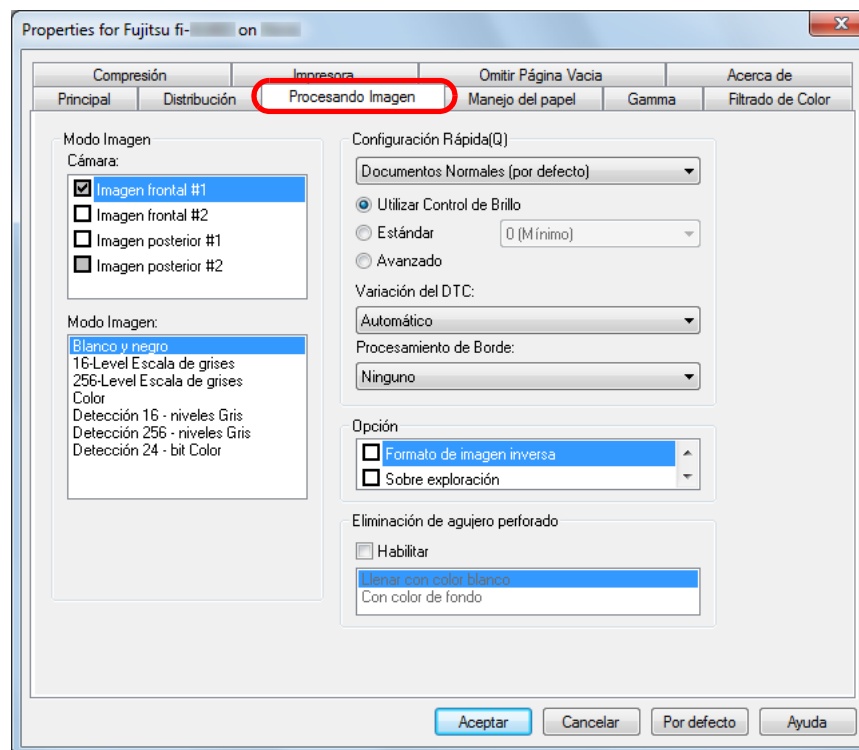 Properties for Fujitsu fi- on
Compresión Impresora Omitir Página Vacia Acerca de
Principal Distribución Procesando Imagen Manejo del papel Gamma Filtrado de Color
Modo Imagen
Cámara:
Imagen frontal #1
Imagen frontal #2
Imagen posterior #1
Imagen posterior #2
Modo Imagen:
Blanco y negro
16-Level Escala de grises
256-Level Escala de grises
Color
Detección 16 - niveles Gris
Detección 256 - niveles Gris
Detección 24 - bit Color
Configuración Rápida(Q)
Documentos Normales (por defecto)
Utilizar Control de Brillo
Estándar 0 (Mínimo)
Avanzado
Variación del DTC:
Automático
Procesamiento de Borde:
Ninguno
Opción
Formato de imagen inversa
Sobre exploración
Eliminación de agujero perforado
Habilitar
Llenar con color blanco
Con color de fondo
Aceptar Cancelar Por defecto Ayuda